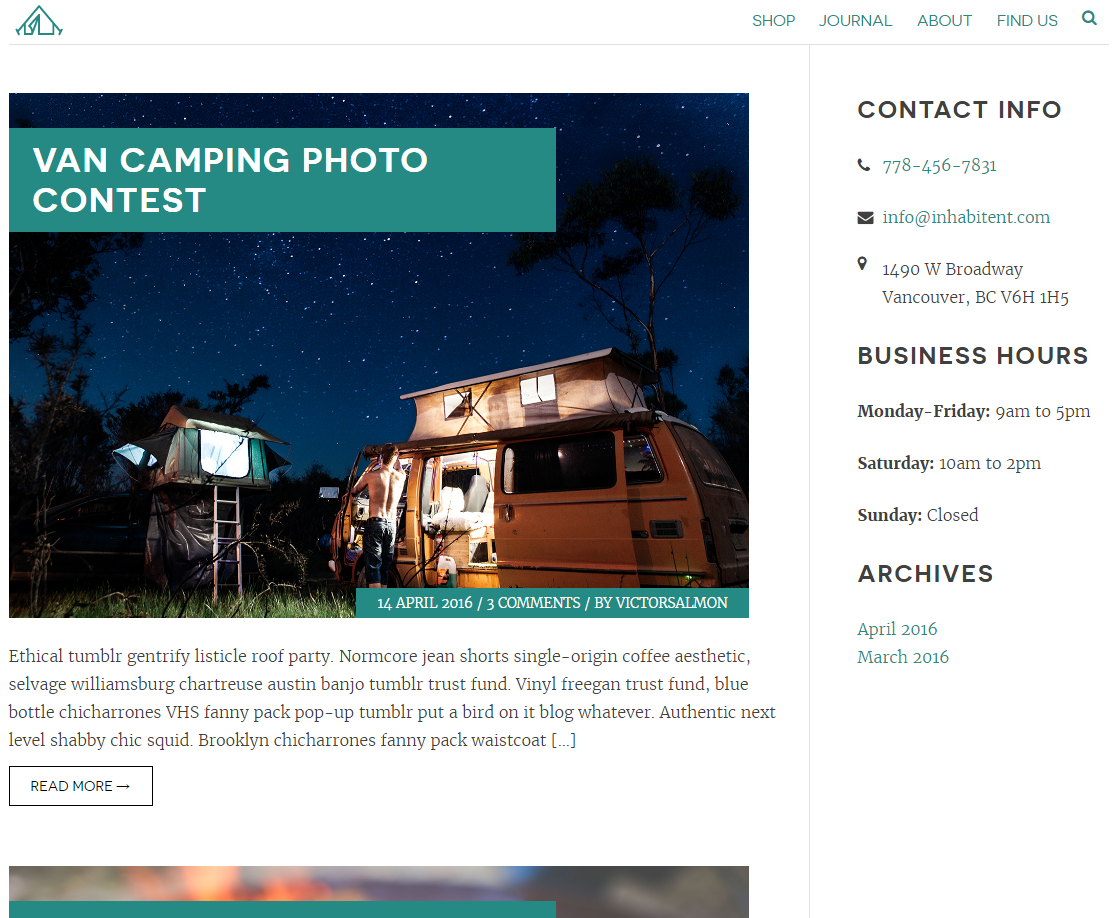 SHOP JOURNAL ABOUT FIND US
VAN CAMPING PHOTO
CONTEST
14 APRIL 2016 / 3 COMMENTS / BY VICTORSALMON
Ethical tumblr gentrify listicle roof party. Normcore jean shorts single-origin coffee aesthetic,
selvage williamsburg chartreuse austin banjo tumblr trust fund. Vinyl freegan trust fund, blue
bottle chicharrones VHS fanny pack pop-up tumblr put a bird on it blog whatever. Authentic next
level shabby chic squid. Brooklyn chicharrones fanny pack waistcoat [...]
READ MORE →
CONTACT INFO
778-456-7831
info@inhabitent.com
1490 W Broadway
Vancouver, BC V6H 1H5
BUSINESS HOURS
Monday-Friday: 9am to 5pm
Saturday: 10am to 2pm
Sunday: Closed
ARCHIVES
April 2016
March 2016